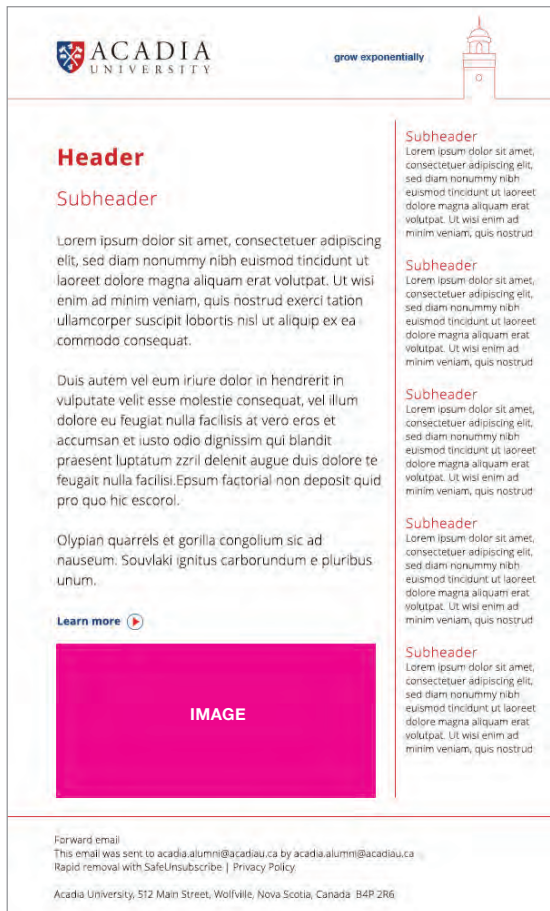 ACADIA
UNIVERSITY
grow exponentially
Header
Subheader
Lorem ipsum dolor sit amet, consectetuer adipiscing
elit, sed diam nonummy nibh euismod tincidunt ut
laoreet dolore magna aliquam erat volutpat. Ut wisi
enim ad minim veniam, quis nostrud exerci tation
ullamcorper suscipit lobortis nisl ut aliquip ex ea
commodo consequat.
Duis autem vel eum iriure dolor in hendrerit in
vulputate velit esse molestie consequat, vel illum
dolore eu feugiat nulla facilisis at vero eros et
accumsan et iusto odio dignissim qui blandit
praesent luptatum zzril delenit augue duis dolore te
feugait nulla facilisi.Epsum factorial non deposit quid
pro quo hic escorol.
Olypian quarrels et gorilla congolium sic ad
nauseum. Souvlaki ignitus carborundum e pluribus
unum.
Learn more
IMAGE
Subheader
Lorem ipsum dolor sit amet,
consectetuer adipiscing elit,
sed diam nonummy nibh
euismod tincidunt ut laoreet
dolore magna aliquam erat
volutpat. Ut wisi enim ad
minim veniam, quis nostrud
Subheader
Lorem ipsum dolor sit amet,
consectetuer adipiscing elit,
sed diam nonummy nibh
euismod tincidunt ut laoreet
dolore magna aliquam erat
volutpat. Ut wisi enim ad
minim veniam, quis nostrud
Subheader
Lorem ipsum dolor sit amet,
consectetuer adipiscing elit,
sed diam nonummy nibh
euismod tincidunt ut laoreet
dolore magna aliquam erat
volutpat. Ut wisi enim ad
minim veniam, quis nostrud
Subheader
Lorem ipsum dolor sit amet,
consectetuer adipiscing elit,
sed diam nonummy nibh
euismod tincidunt ut laoreet
dolore magna aliquam erat
volutpat. Ut wisi enim ad
minim veniam, quis nostrud
Subheader
Lorem ipsum dolor sit amet,
consectetuer adipiscing elit,
sed diam nonummy nibh
euismod tincidunt ut laoreet
dolore magna aliquam erat
volutpat. Ut wisi enim ad
minim veniam, quis nostrud
Forward email
This email was sent to acadia.alumni@acadiau.ca by acadia.alumni@acadiau.ca
Rapid removal with SafeUnsubscribe | Privacy Policy
Acadia University, 512 Main Street, Wolfville, Nova Scotia, Canada B4P 2R6